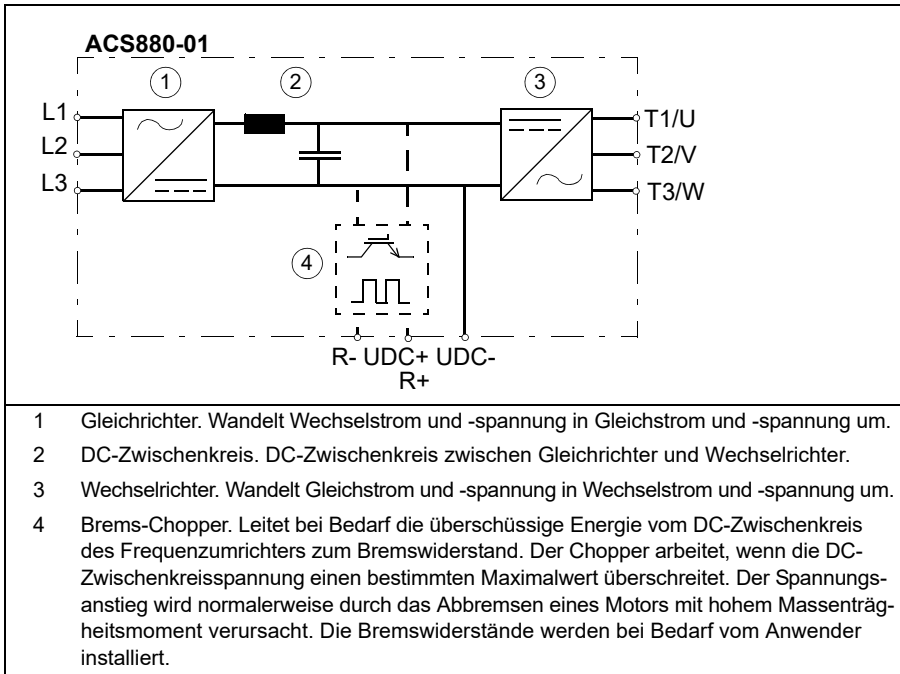 ACS880-01
1 2 3
L1 T1/U
L2 T2/V
L3 T3/W
4
R- UDC+ UDC-
R+
1 Gleichrichter. Wandelt Wechselstrom und -spannung in Gleichstrom und -spannung um.
2 DC-Zwischenkreis. DC-Zwischenkreis zwischen Gleichrichter und Wechselrichter.
3 Wechselrichter. Wandelt Gleichstrom und -spannung in Wechselstrom und -spannung um.
4 Brems-Chopper. Leitet bei Bedarf die überschüssige Energie vom DC-Zwischenkreis
des Frequenzumrichters zum Bremswiderstand. Der Chopper arbeitet, wenn die DC-
Zwischenkreisspannung einen bestimmten Maximalwert überschreitet. Der Spannungs-
anstieg wird normalerweise durch das Abbremsen eines Motors mit hohem Massenträg-
heitsmoment verursacht. Die Bremswiderstände werden bei Bedarf vom Anwender
installiert.